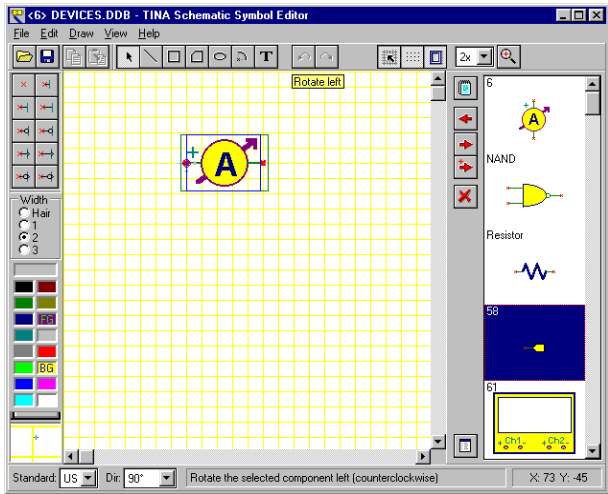 <6> DEVICES.DDB - TINA Schematic Symbol Editor
File Edit Draw View Help
T
2x
Rotate left
6
A
A
NAND
Width
Hair
1
2
3
Resistor
FG
58
BG
61
Ch1
Ch2
Standard: US Dir: 90° Rotate the selected component left (counterclockwise) X: 73 Y: -45